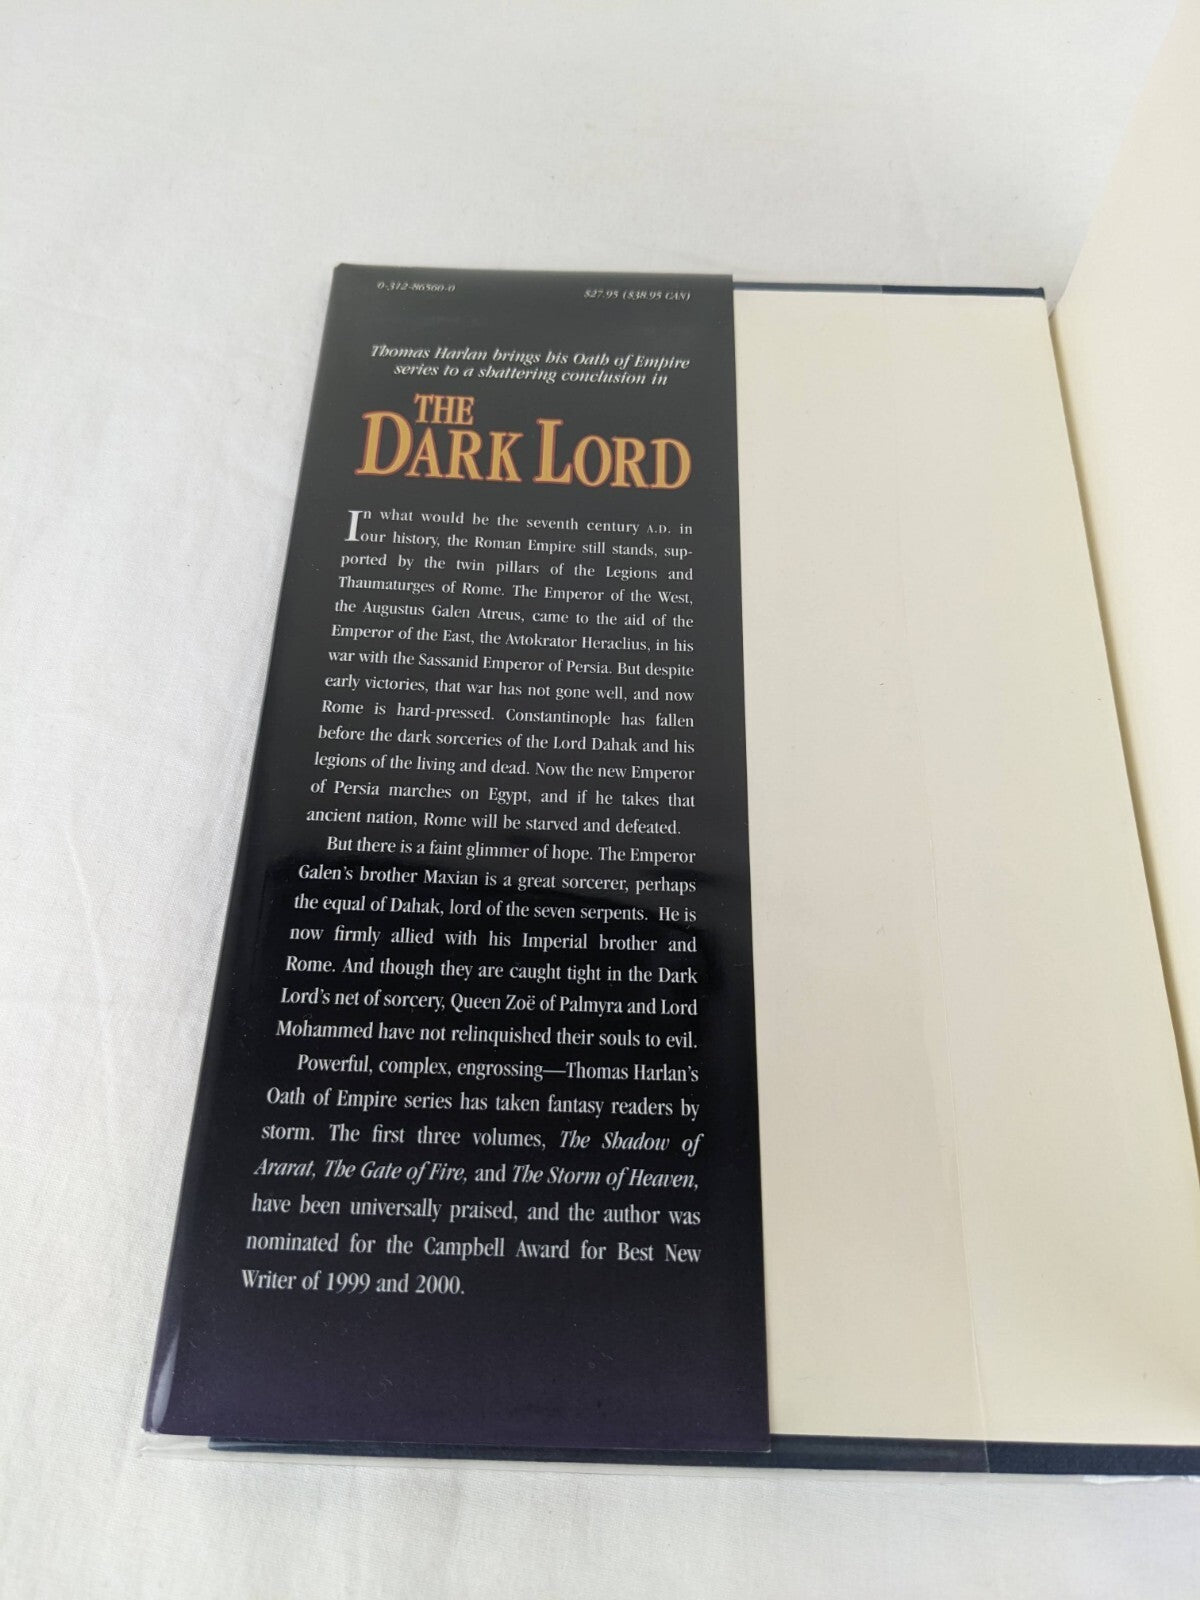 0-312-86560-0
$27.95 ($38.95 CAN)
Thomas Harlan brings his Oath of Empire
series to a shattering conclusion in
THE
DARK LORD
In what would be the seventh century A.D. in
our history, the Roman Empire still stands, sup-
ported by the twin pillars of the Legions and
Thaumaturges of Rome. The Emperor of the West,
the Augustus Galen Atreus, came to the aid of the
Emperor of the East, the Avtokrator Heraclius, in his
war with the Sassanid Emperor of Persia. But despite
early victories, that war has not gone well, and now
Rome is hard-pressed. Constantinople has fallen
before the dark sorceries of the Lord Dahak and his
legions of the living and dead. Now the new Emperor
of Persia marches on Egypt, and if he takes that
ancient nation, Rome will be starved and defeated.
But there is a faint glimmer of hope. The Emperor
Galen's brother Maxian is a great sorcerer, perhaps
the equal of Dahak, lord of the seven serpents. He is
now firmly allied with his Imperial brother and
Rome. And though they are caught tight in the Dark
Lord's net of sorcery, Queen Zoë of Palmyra and Lord
Mohammed have not relinquished their souls to evil.
Powerful, complex, engrossing—Thomas Harlan's
Oath of Empire series has taken fantasy readers by
storm. The first three volumes, The Shadow of
Ararat, The Gate of Fire, and The Storm of Heaven,
have been universally praised, and the author was
nominated for the Campbell Award for Best New
Writer of 1999 and 2000.